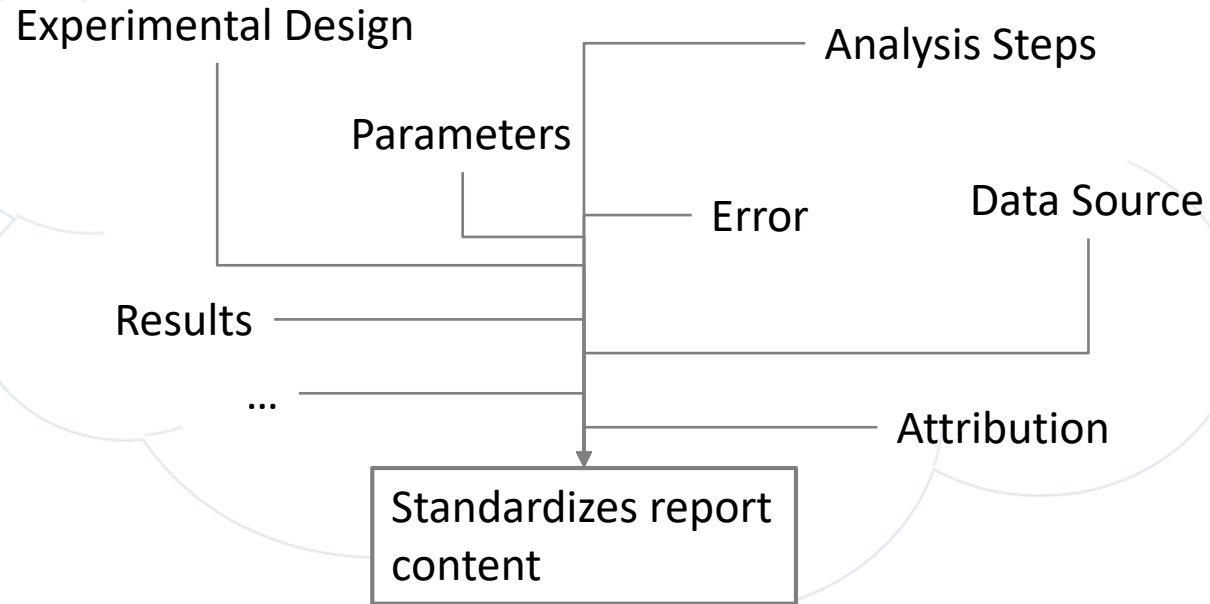 Experimental Design
Analysis Steps
Parameters
Error
Data Source
Results
...
Attribution
Standardizes report
content